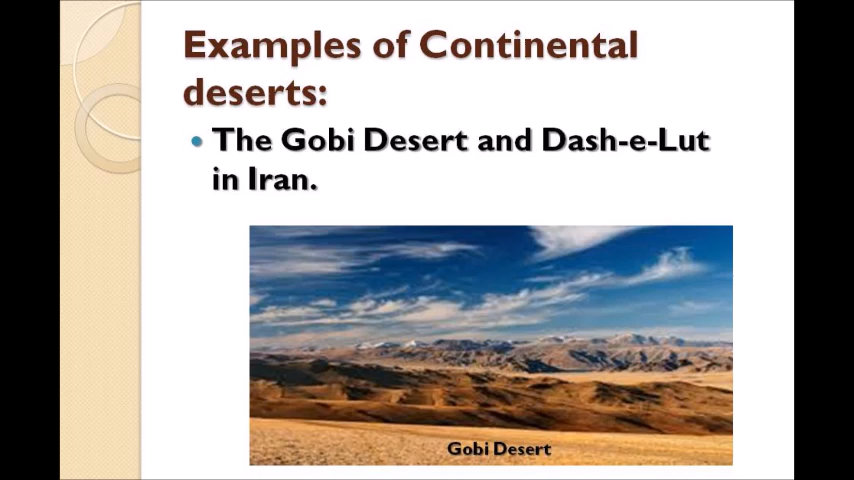 Examples of Continental
deserts:
The Gobi Desert and Dash-e-Lut
in Iran.
Gobi Desert